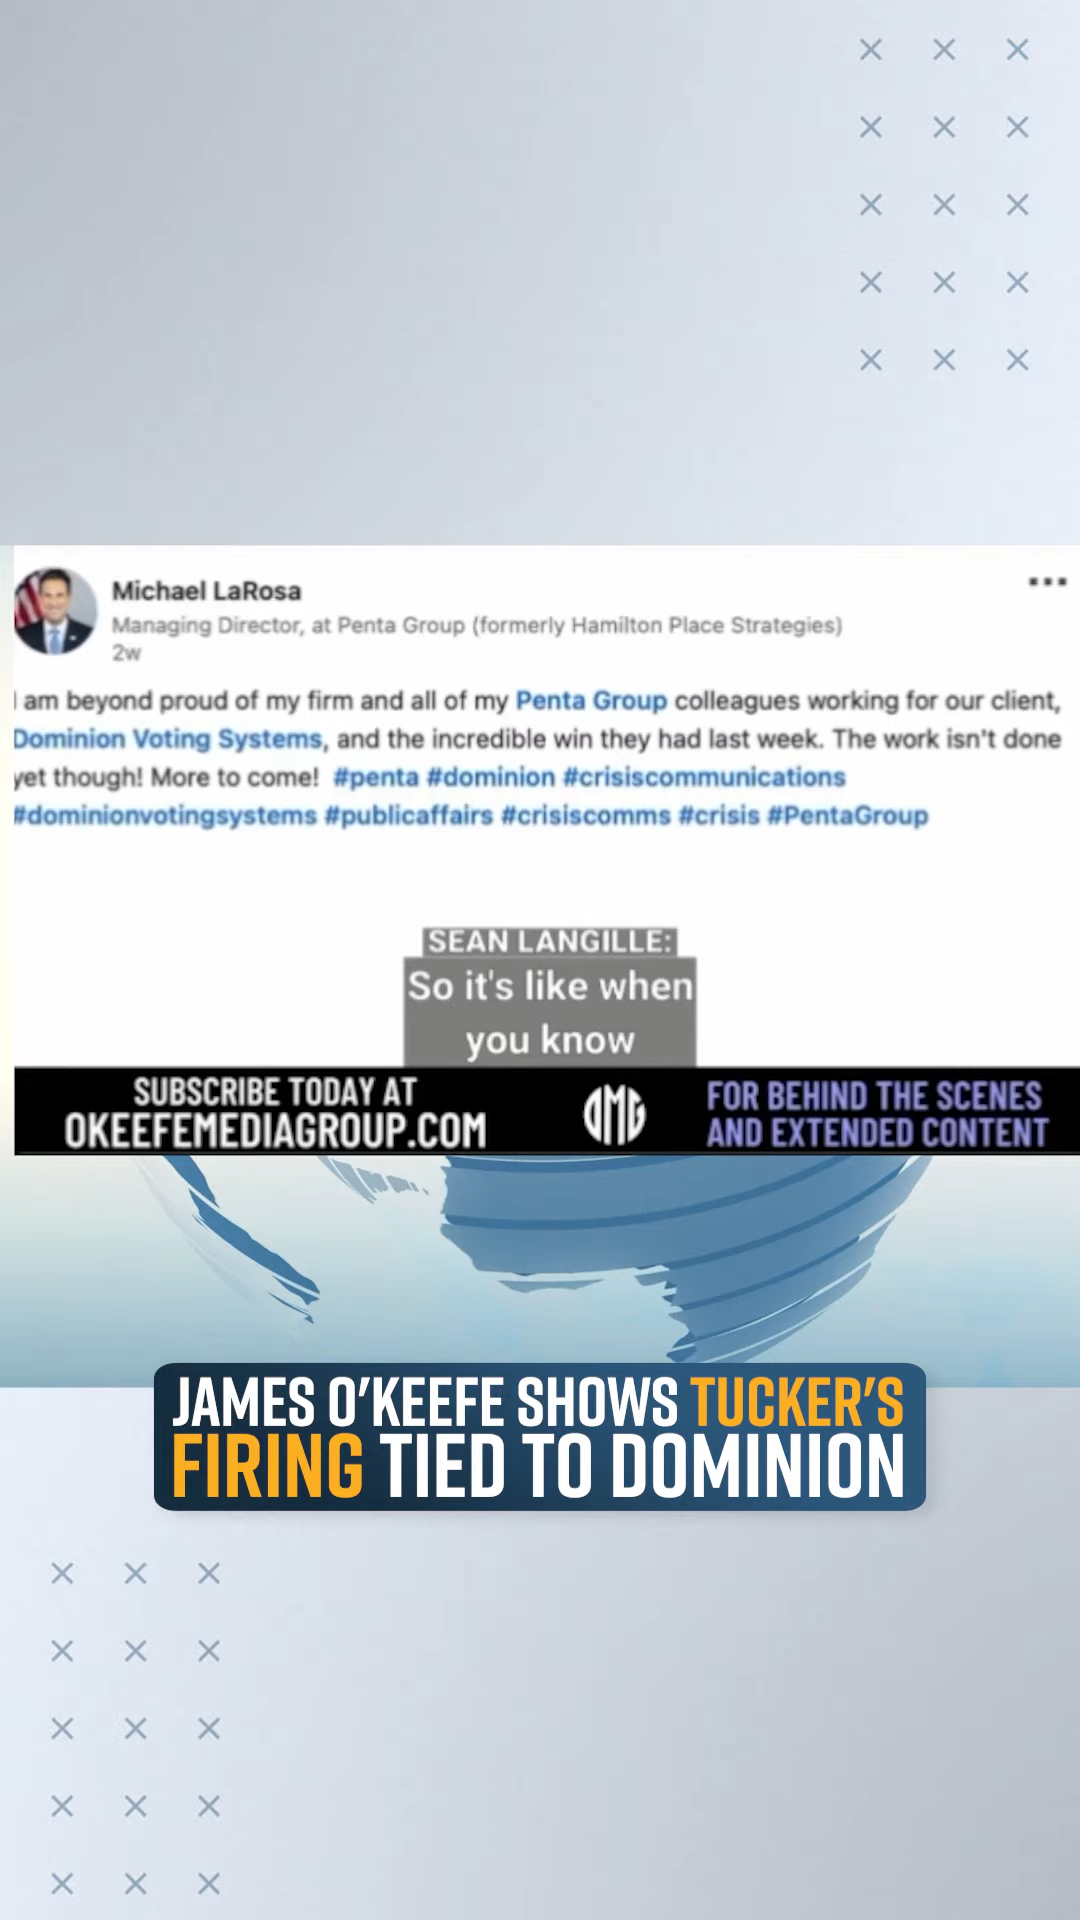 Michael LaRosa
Managing Director, at Penta Group (formerly Hamilton Place Strategies)
2w
I am beyond proud of my firm and all of my Penta Group colleagues working for our client,
Dominion Voting Systems, and the incredible win they had last week. The work isn't done
yet though! More to come! #penta #dominion #crisiscommunications
#dominionvotingsystems #publicaffairs #crisiscomms #crisis #PentaGroup
SEAN LANGILLE:
So it's like when
you know
SUBSCRIBE TODAY AT
OKEEFEMEDIAGROUP.COM
OMG
FOR BEHIND THE SCENES
AND EXTENDED CONTENT
JAMES O'KEEFE SHOWS TUCKER'S
FIRING TIED TO DOMINION